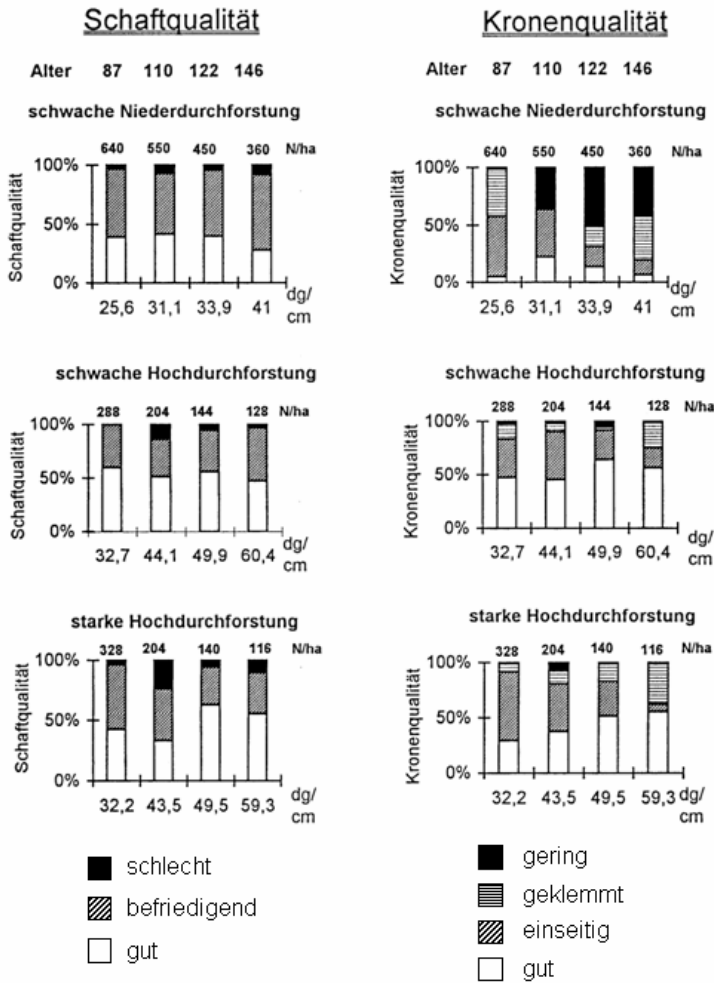 Schaftqualität
Alter 87 110 122 146
schwache Niederdurchforstung
640 550 450 360 N/ha
100%
50%
0%
Schaftqualität
25,6 31,1 33,9 41 dg/
cm
schwache Hochdurchforstung
288 204 144 128 N/ha
100%
50%
0%
Schaftqualität
32,7 44,1 49,9 60,4 dg/
cm
starke Hochdurchforstung
328 204 140 116 N/ha
100%
50%
0%
Schaftqualität
32,2 43,5 49,5 59,3 dg/
cm
schlecht
befriedigend
gut
Kronenqualität
Alter 87 110 122 146
schwache Niederdurchforstung
640 550 450 360 N/ha
100%
50%
0%
Kronenqualität
25,6 31,1 33,9 41 dg/
cm
schwache Hochdurchforstung
288 204 144 128 N/ha
100%
50%
0%
Kronenqualität
32,7 44,1 49,9 60,4 dg/
cm
starke Hochdurchforstung
328 204 140 116 N/ha
100%
50%
0%
Kronenqualität
32,2 43,5 49,5 59,3 dg/
cm
gering
geklemmt
einseitig
gut